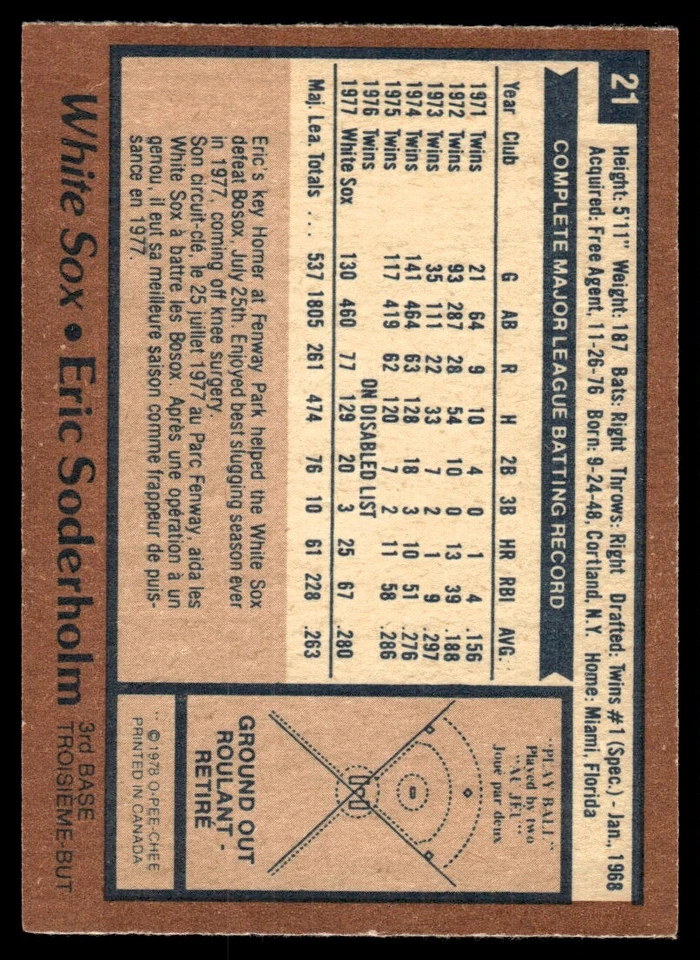 21
Height: 5'11" Weight: 187 Bats: Right Throws: Right Drafted: Twins #1 (Spec.) - Jan., 1968
Acquired: Free Agent, 11-26-76 Born: 9-24-48, Cortland, N.Y. Home: Miami, Florida
COMPLETE MAJOR LEAGUE BATTING RECORD
Year Club G AB R H 2B 3B HR RBI AVG.
1971 Twins 21 64 9 10 4 0 1 4 .156
1972 Twins 93 287 28 54 10 0 13 39 .188
1973 Twins 35 111 22 33 7 2 1 9 .297
1974 Twins 141 464 63 128 18 3 10 51 .276
1975 Twins 117 419 62 120 7 2 11 58 .286
1976 Twins ON DISABLED LIST
1977 White Sox 130 460 77 129 20 3 25 67 .280
Maj. Lea. Totals ... 537 1805 261 474 76 10 61 228 .263
Eric's key Homer at Fenway Park helped the White Sox
defeat Bosox, July 25th. Enjoyed best slugging season ever
in 1977, coming off knee surgery.
Son circuit-clé, le 25 juillet 1977 au Parc Fenway, aida les
White Sox à battre les Bosox. Après une opération à un
genou, il eut sa meilleure saison comme frappeur de puis-
sance en 1977.
"PLAY BALL"
Played by two
"AU JEU"
Joué par deux
GROUND OUT
ROULANT -
RETIRÉ
White Sox • Eric Soderholm
3rd BASE
TROISIÈME-BUT
** © 1978 O-PEE-CHEE
PRINTED IN CANADA